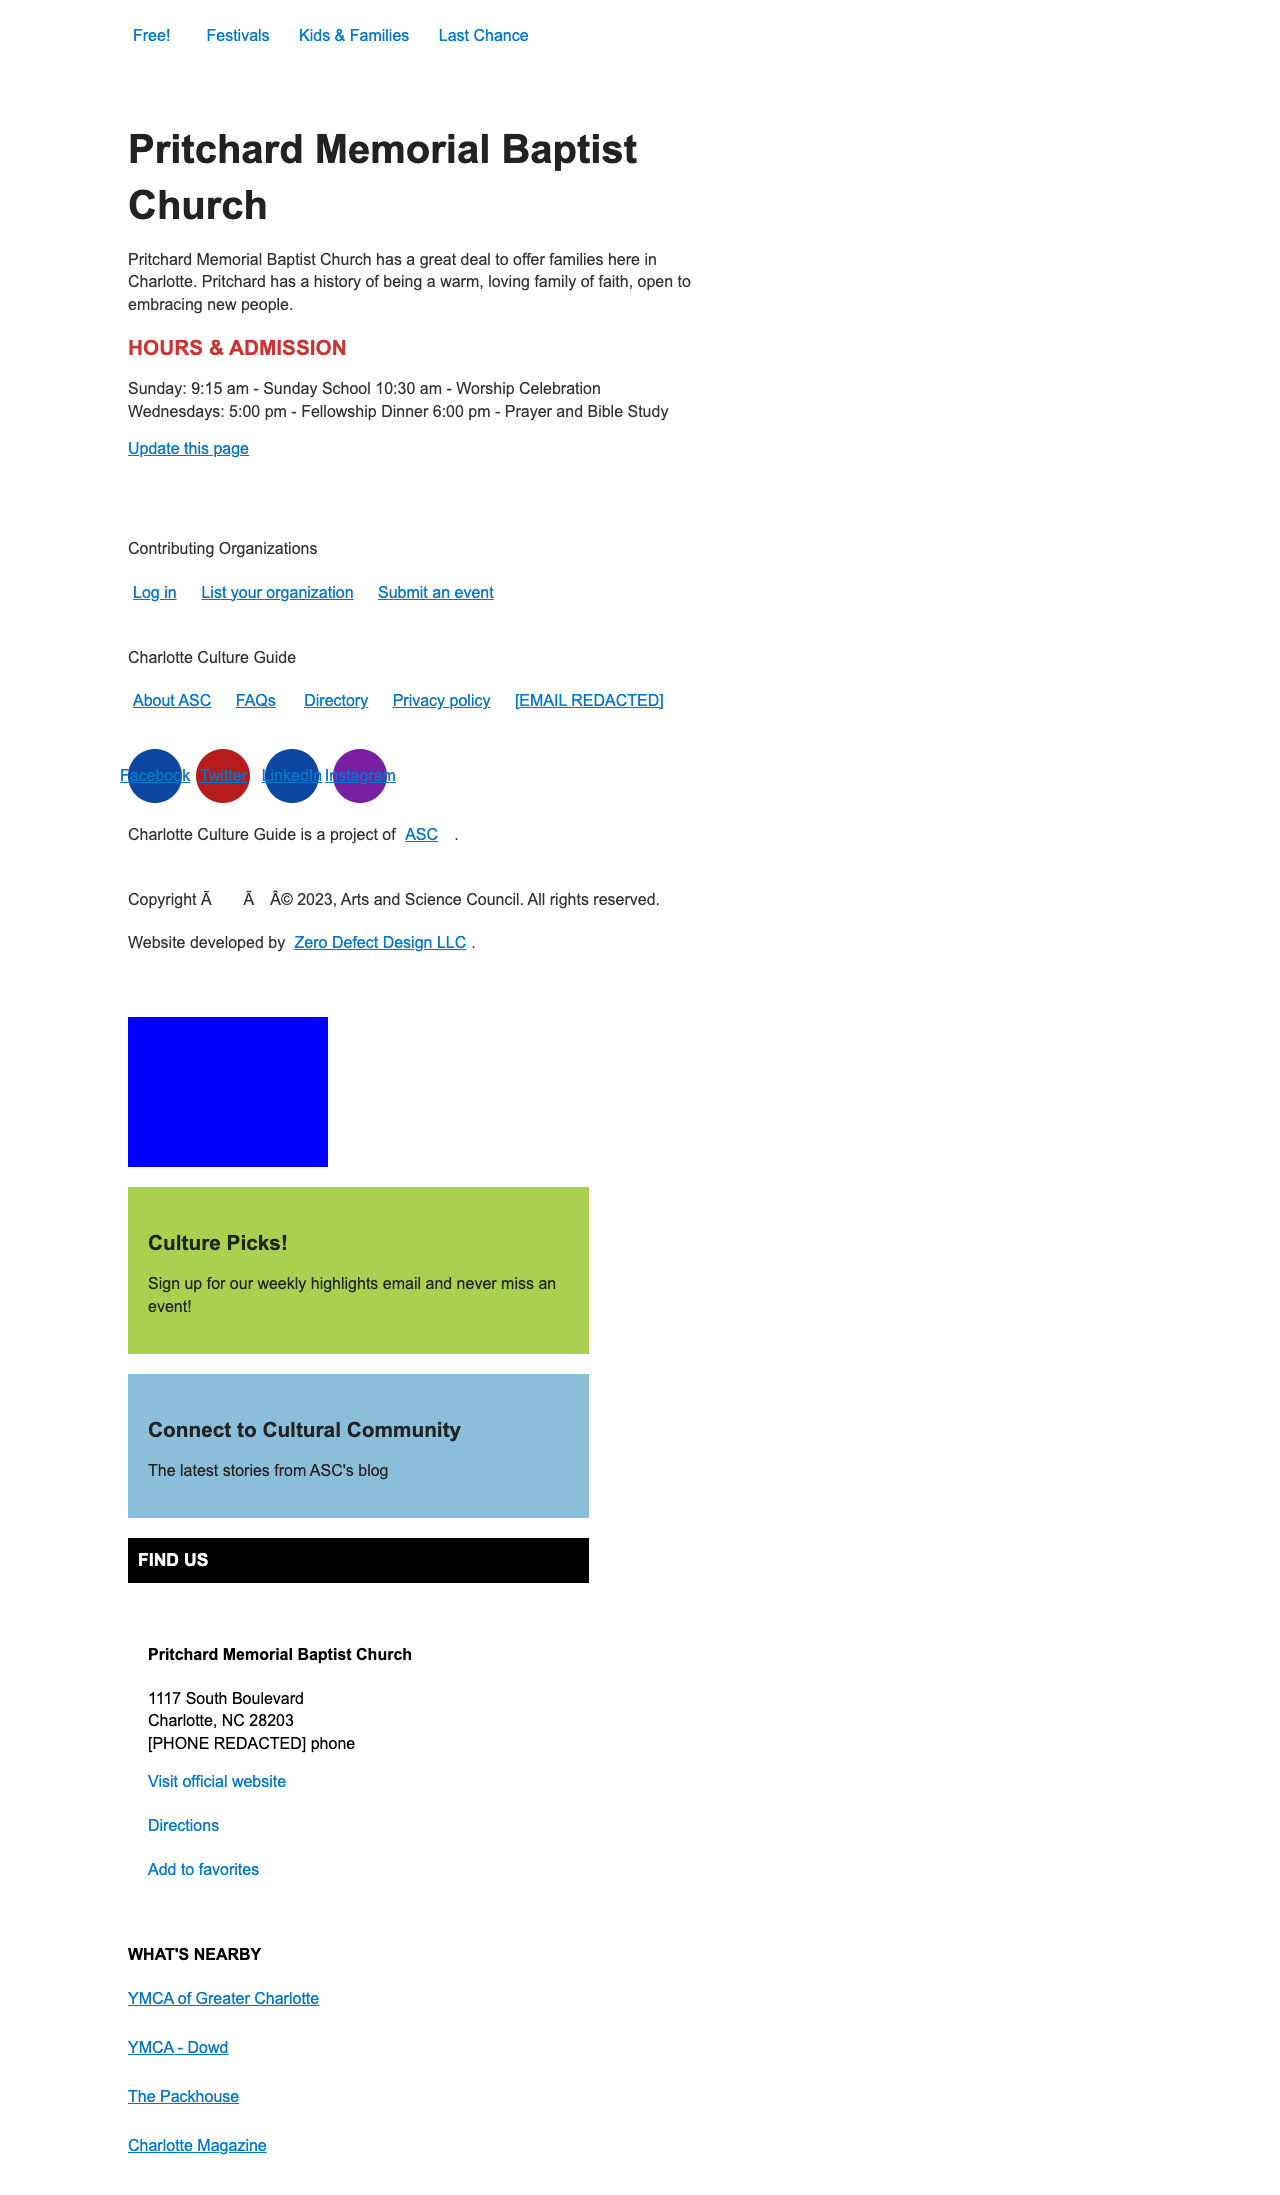 Free! Festivals Kids & Families Last Chance
Pritchard Memorial Baptist
Church
Pritchard Memorial Baptist Church has a great deal to offer families here in
Charlotte. Pritchard has a history of being a warm, loving family of faith, open to
embracing new people.
HOURS & ADMISSION
Sunday: 9:15 am - Sunday School 10:30 am - Worship Celebration
Wednesdays: 5:00 pm - Fellowship Dinner 6:00 pm - Prayer and Bible Study
Update this page
Contributing Organizations
Log in List your organization Submit an event
Charlotte Culture Guide
About ASC FAQs Directory Privacy policy [EMAIL REDACTED]
Facebook Twitter LinkedIn Instagram
Charlotte Culture Guide is a project of ASC .
Copyright Ã Ã Â© 2023, Arts and Science Council. All rights reserved.
Website developed by Zero Defect Design LLC .
Culture Picks!
Sign up for our weekly highlights email and never miss an
event!
Connect to Cultural Community
The latest stories from ASC's blog
FIND US
Pritchard Memorial Baptist Church
1117 South Boulevard
Charlotte, NC 28203
[PHONE REDACTED] phone
Visit official website
Directions
Add to favorites
WHAT'S NEARBY
YMCA of Greater Charlotte
YMCA - Dowd
The Packhouse
Charlotte Magazine